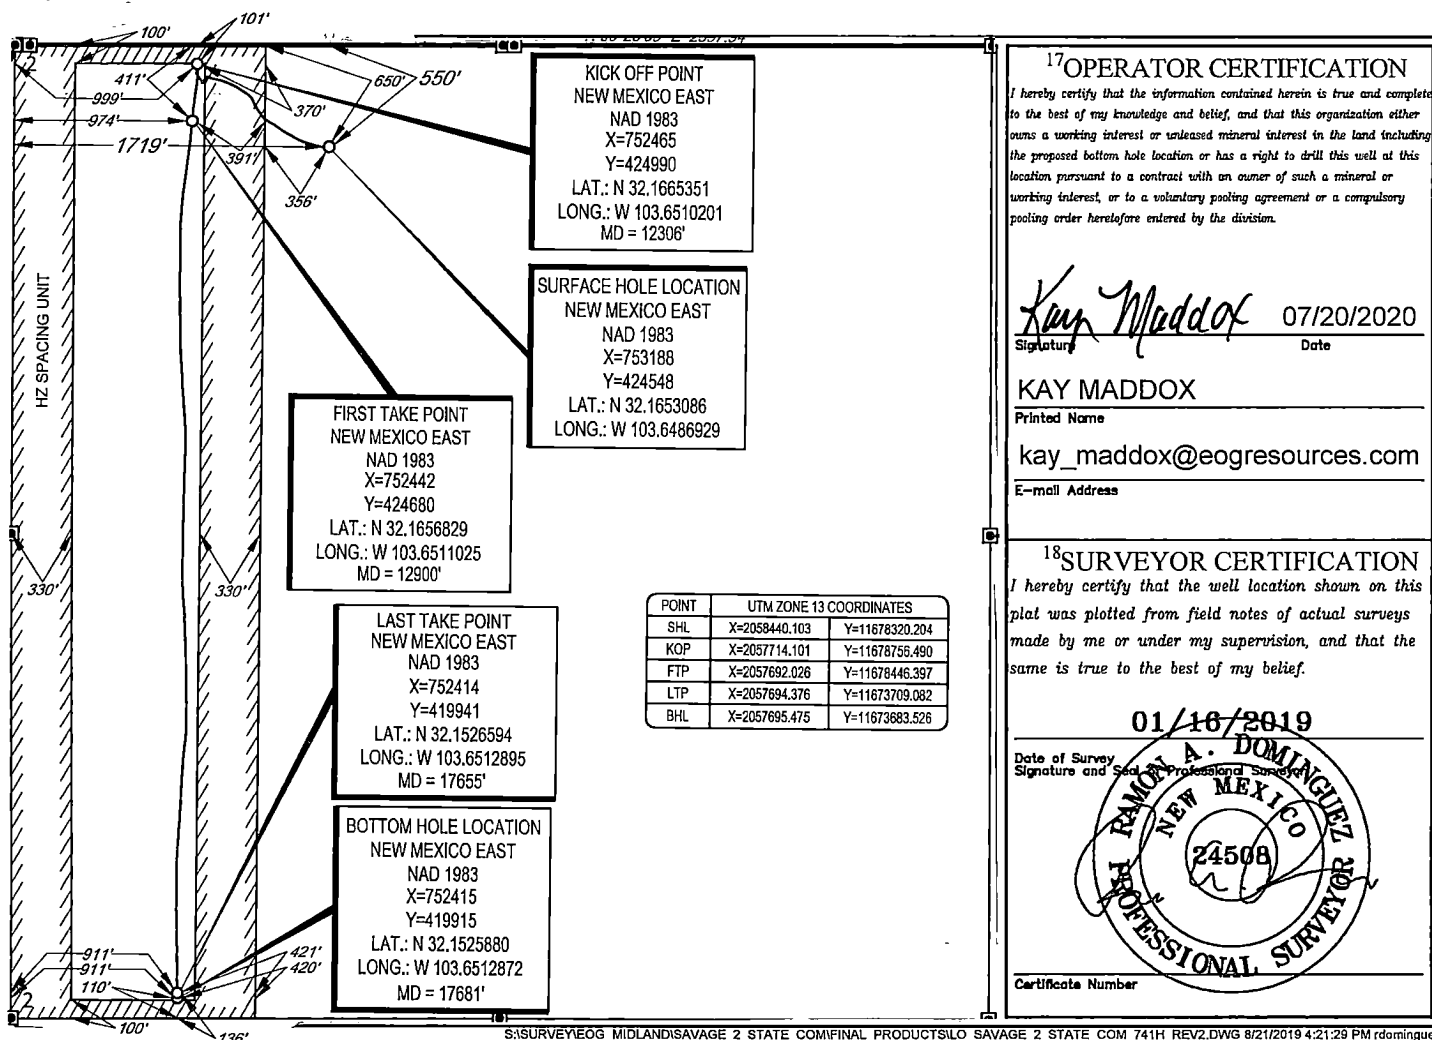 100'
101'
2
411'
650'
550'
999'
370'
974'
1719'
391'
356'
HZ SPACING UNIT
330'
330'
KICK OFF POINT
NEW MEXICO EAST
NAD 1983
X=752465
Y=424990
LAT.: N 32.1665351
LONG.: W 103.6510201
MD = 12306'
SURFACE HOLE LOCATION
NEW MEXICO EAST
NAD 1983
X=753188
Y=424548
LAT.: N 32.1653086
LONG.: W 103.6486929
FIRST TAKE POINT
NEW MEXICO EAST
NAD 1983
X=752442
Y=424680
LAT.: N 32.1656829
LONG.: W 103.6511025
MD = 12900'
LAST TAKE POINT
NEW MEXICO EAST
NAD 1983
X=752414
Y=419941
LAT.: N 32.1526594
LONG.: W 103.6512895
MD = 17655'
BOTTOM HOLE LOCATION
NEW MEXICO EAST
NAD 1983
X=752415
Y=419915
LAT.: N 32.1525880
LONG.: W 103.6512872
MD = 17681'
911'
911'
110'
2
100'
136'
421'
420'
POINT UTM ZONE 13 COORDINATES
SHL X=2058440.103 Y=11678320.204
KOP X=2057714.101 Y=11678756.490
FTP X=2057692.026 Y=11678446.397
LTP X=2057694.376 Y=11673709.082
BHL X=2057695.475 Y=11673683.526
17OPERATOR CERTIFICATION
I hereby certify that the information contained herein is true and complete
to the best of my knowledge and belief, and that this organization either
owns a working interest or unleased mineral interest in the land including
the proposed bottom hole location or has a right to drill this well at this
location pursuant to a contract with an owner of such a mineral or
working interest, or to a voluntary pooling agreement or a compulsory
pooling order heretofore entered by the division.
Kay Maddox 07/20/2020
Signature Date
KAY MADDOX
Printed Name
kay_maddox@eogresources.com
E-mail Address
18SURVEYOR CERTIFICATION
I hereby certify that the well location shown on this
plat was plotted from field notes of actual surveys
made by me or under my supervision, and that the
same is true to the best of my belief.
01/16/2019
Date of Survey
Signature and Seal of Professional Surveyor
RAMON A. DOMINGUEZ
NEW MEXICO
24508
PROFESSIONAL SURVEYOR
Certificate Number
S:\SURVEY\EOG_MIDLAND\SAVAGE_2_STATE_COM\FINAL_PRODUCTS\LO_SAVAGE_2_STATE_COM_741H_REV2.DWG 8/21/2019 4:21:29 PM rdomingue